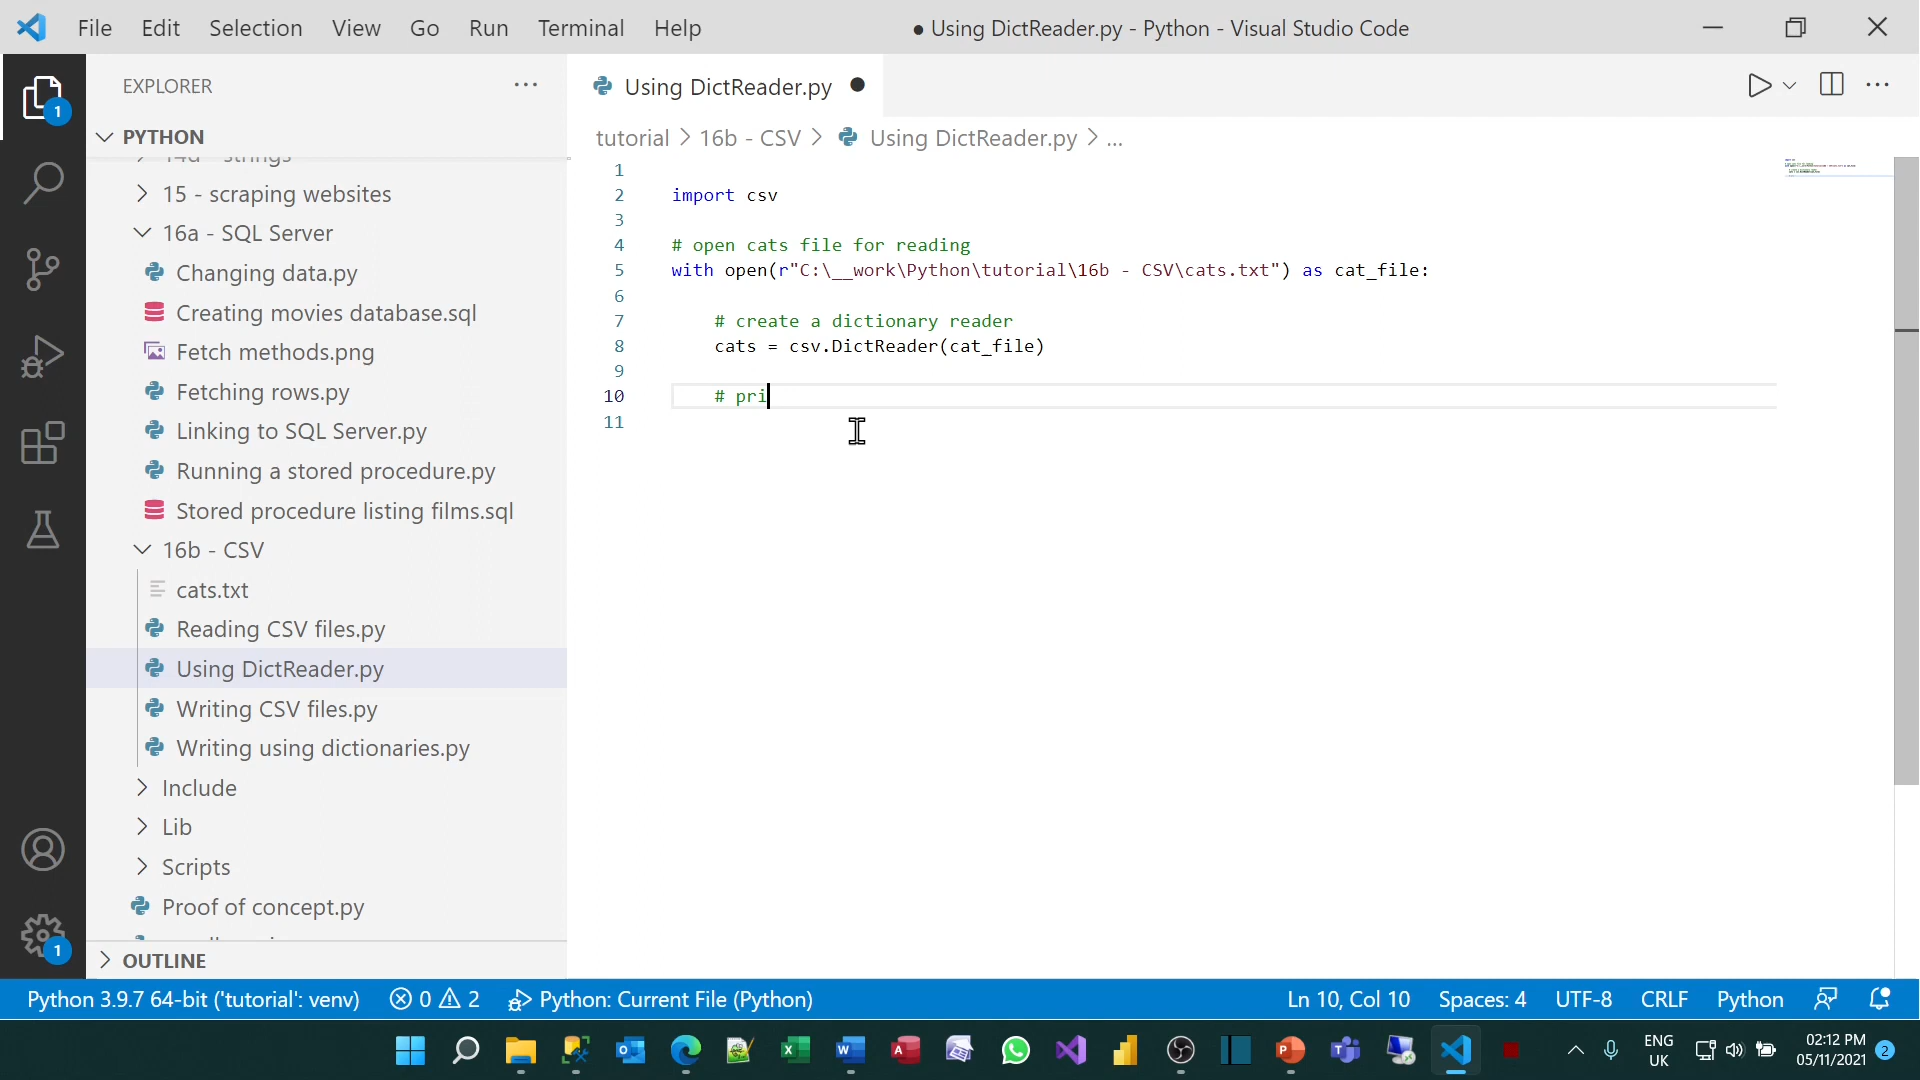 File Edit Selection View Go Run Terminal Help
● Using DictReader.py - Python - Visual Studio Code
EXPLORER
1
Using DictReader.py
PYTHON
tutorial > 16b - CSV > Using DictReader.py > ...
15 - scraping websites
16a - SQL Server
Changing data.py
Creating movies database.sql
Fetch methods.png
Fetching rows.py
Linking to SQL Server.py
Running a stored procedure.py
Stored procedure listing films.sql
16b - CSV
cats.txt
Reading CSV files.py
Using DictReader.py
Writing CSV files.py
Writing using dictionaries.py
Include
Lib
Scripts
Proof of concept.py
OUTLINE
1
1
2 import csv
3
4 # open cats file for reading
5 with open(r"C:\__work\Python\tutorial\16b - CSV\cats.txt") as cat_file:
6
7 # create a dictionary reader
8 cats = csv.DictReader(cat_file)
9
10 # pri
11
Python 3.9.7 64-bit ('tutorial': venv) 0 2 Python: Current File (Python) Ln 10, Col 10 Spaces: 4 UTF-8 CRLF Python
ENG
UK
02:12 PM
05/11/2021
2